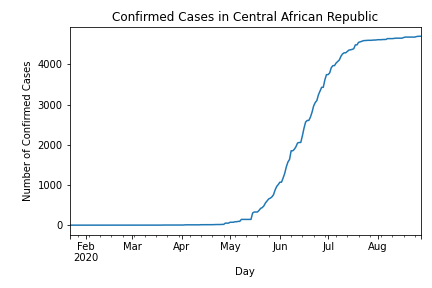 Confirmed Cases in Central African Republic
Number of Confirmed Cases
4000
3000
2000
1000
0
Feb Mar Apr May Jun Jul Aug
2020
Day